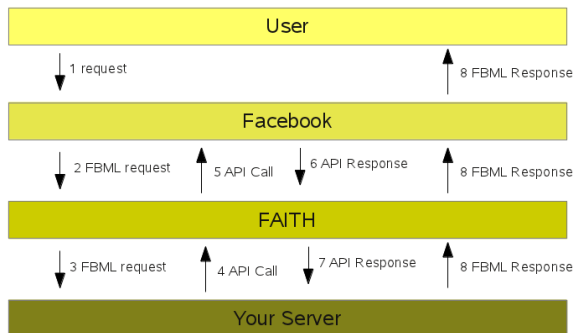 User
1 request
8 FBML Response
Facebook
2 FBML request
5 API Call
6 API Response
8 FBML Response
FAITH
3 FBML request
4 API Call
7 API Response
8 FBML Response
Your Server